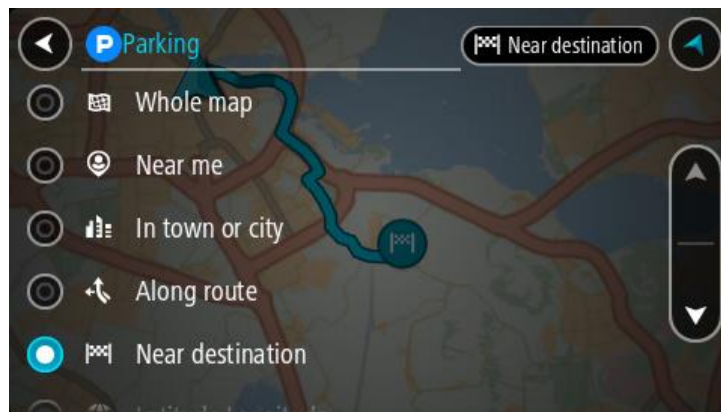 P Parking
Near destination
Whole map
Near me
In town or city
Along route
Near destination